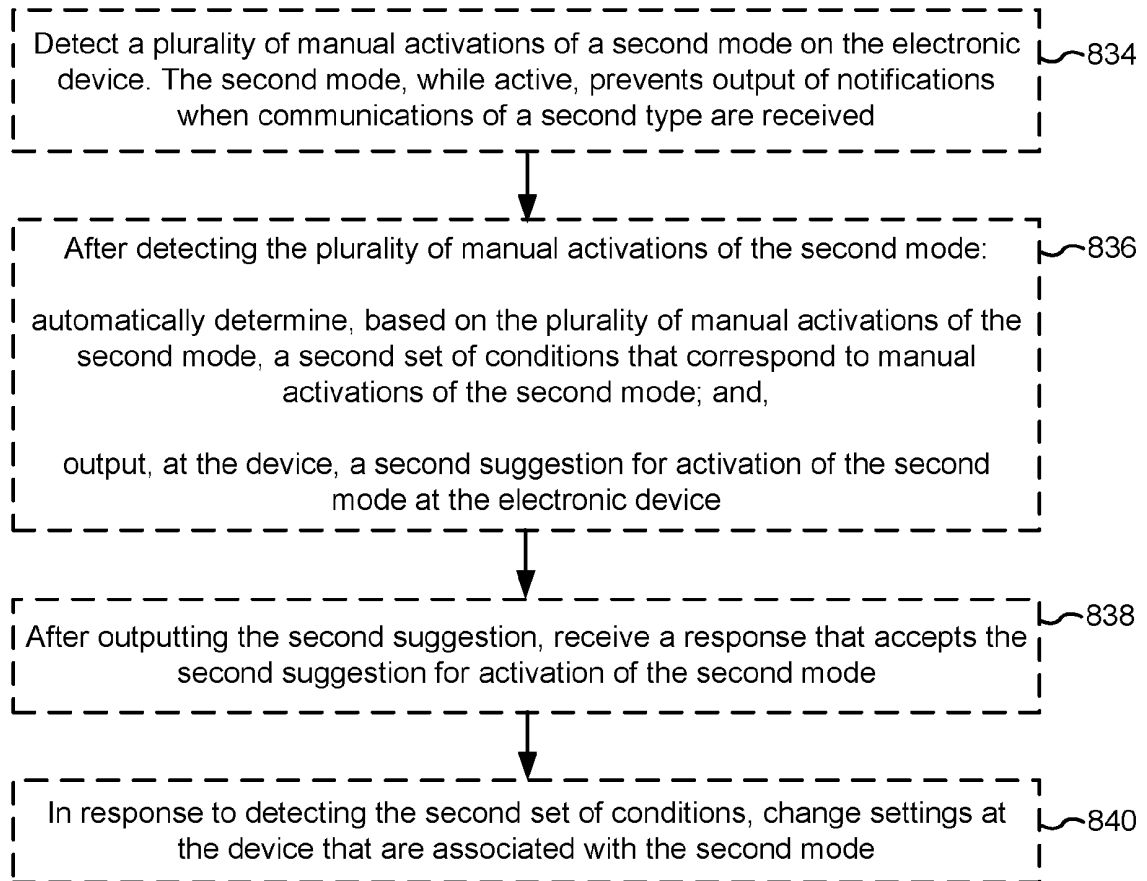 Detect a plurality of manual activations of a second mode on the electronic
device. The second mode, while active, prevents output of notifications
when communications of a second type are received
834
After detecting the plurality of manual activations of the second mode:
automatically determine, based on the plurality of manual activations of the
second mode, a second set of conditions that correspond to manual
activations of the second mode; and,
output, at the device, a second suggestion for activation of the second
mode at the electronic device
836
After outputting the second suggestion, receive a response that accepts the
second suggestion for activation of the second mode
838
In response to detecting the second set of conditions, change settings at
the device that are associated with the second mode
840